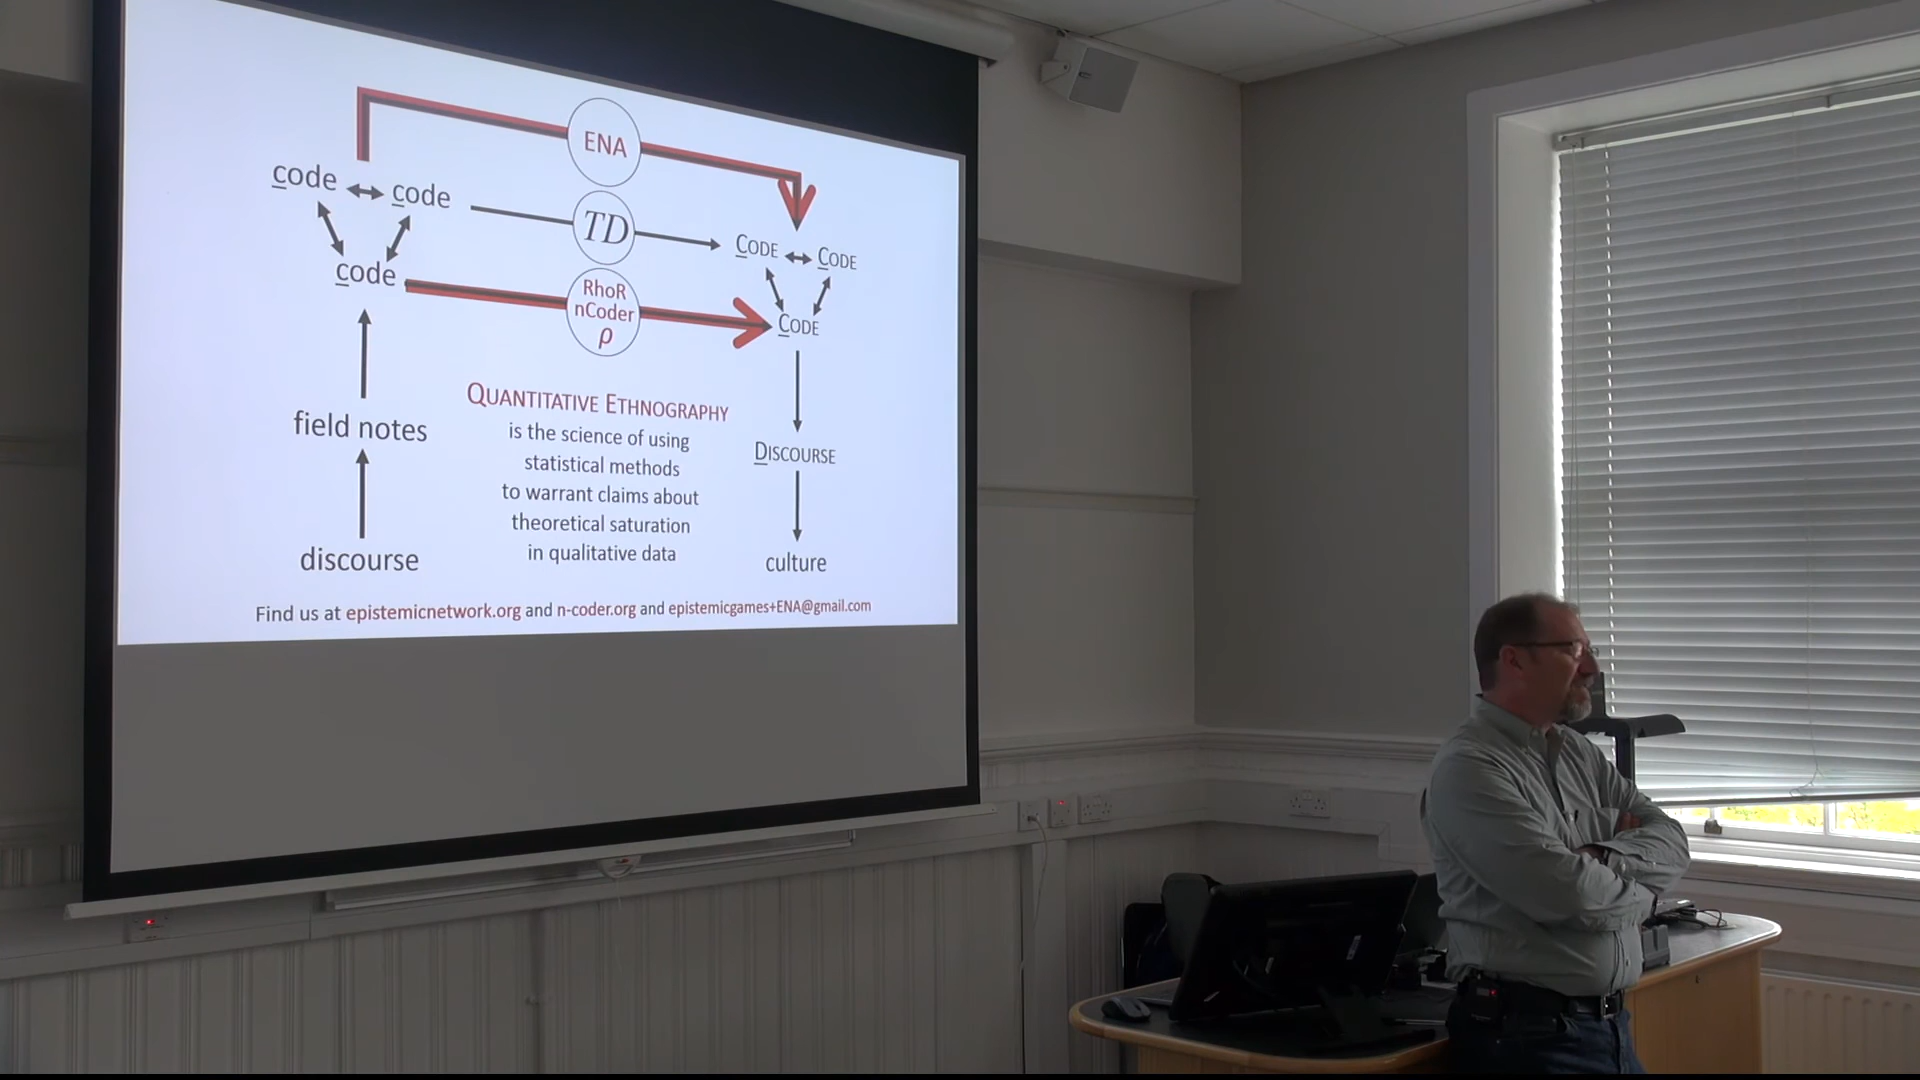 ENA
code
code
TD
CODE
CODE
code
RhoR
nCoder
ρ
CODE
QUANTITATIVE ETHNOGRAPHY
is the science of using
statistical methods
to warrant claims about
theoretical saturation
in qualitative data
field notes
discourse
DISCOURSE
culture
Find us at epistemicnetwork.org and n-coder.org and epistemicgames+ENA@gmail.com